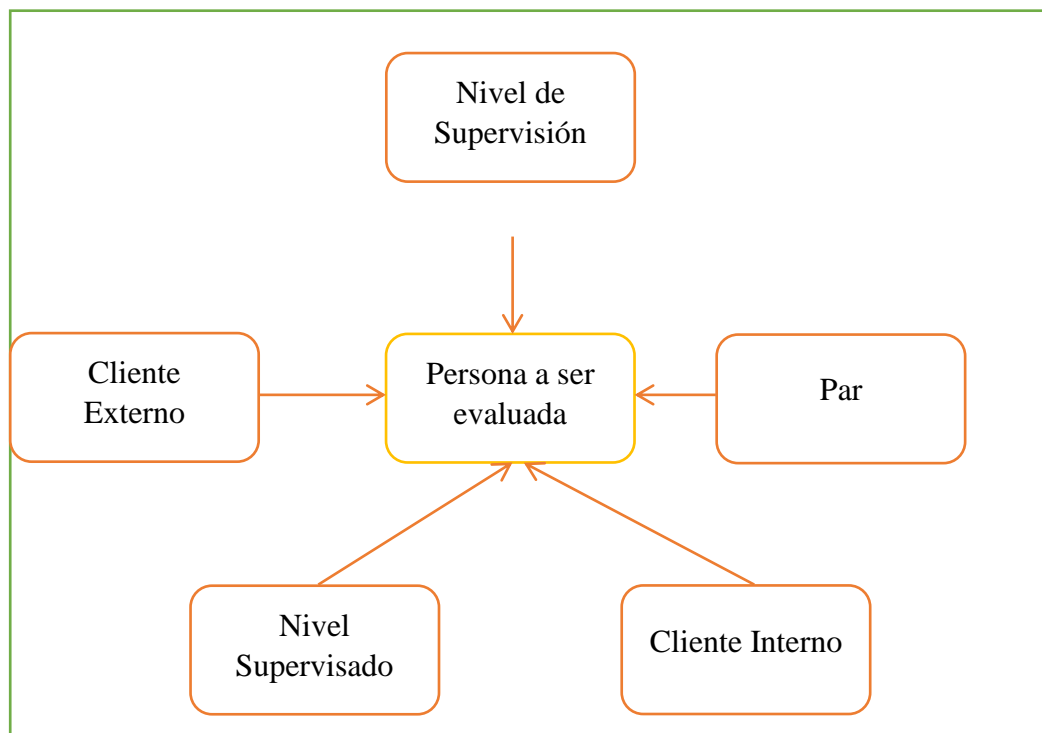 Nivel de
Supervisión
Cliente
Externo
Persona a ser
evaluada
Par
Nivel
Supervisado
Cliente Interno